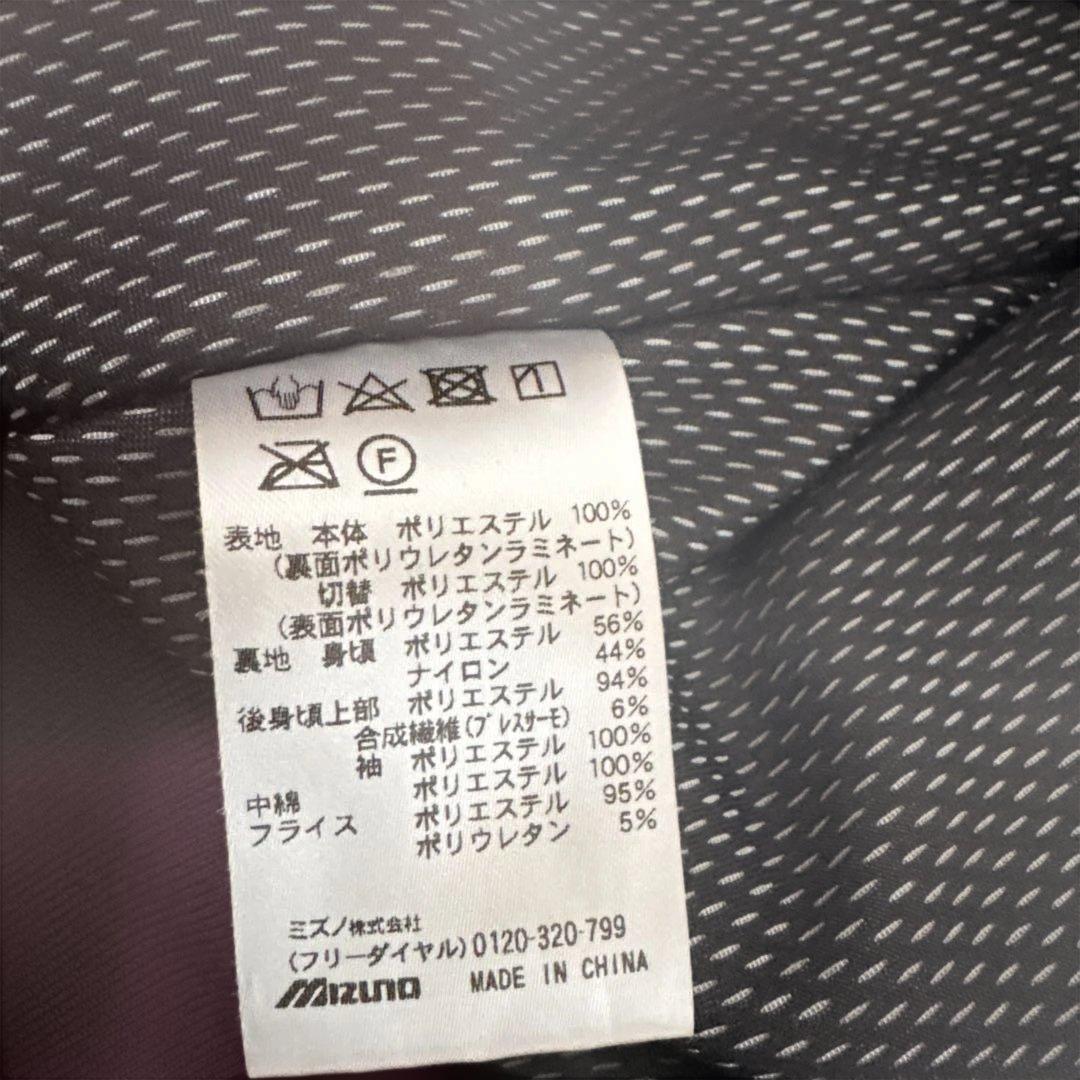 F
表地 本体 ポリエステル 100%
(裏面ポリウレタンラミネート)
切替 ポリエステル 100%
(表面ポリウレタンラミネート)
裏地 身頃 ポリエステル 56%
ナイロン 44%
後身頃上部 ポリエステル 94%
合成繊維(ブレスサーモ) 6%
袖 ポリエステル 100%
中綿 ポリエステル 100%
フライス ポリエステル 95%
ポリウレタン 5%
ミズノ株式会社
(フリーダイヤル)0120-320-799
MIZUNO MADE IN CHINA